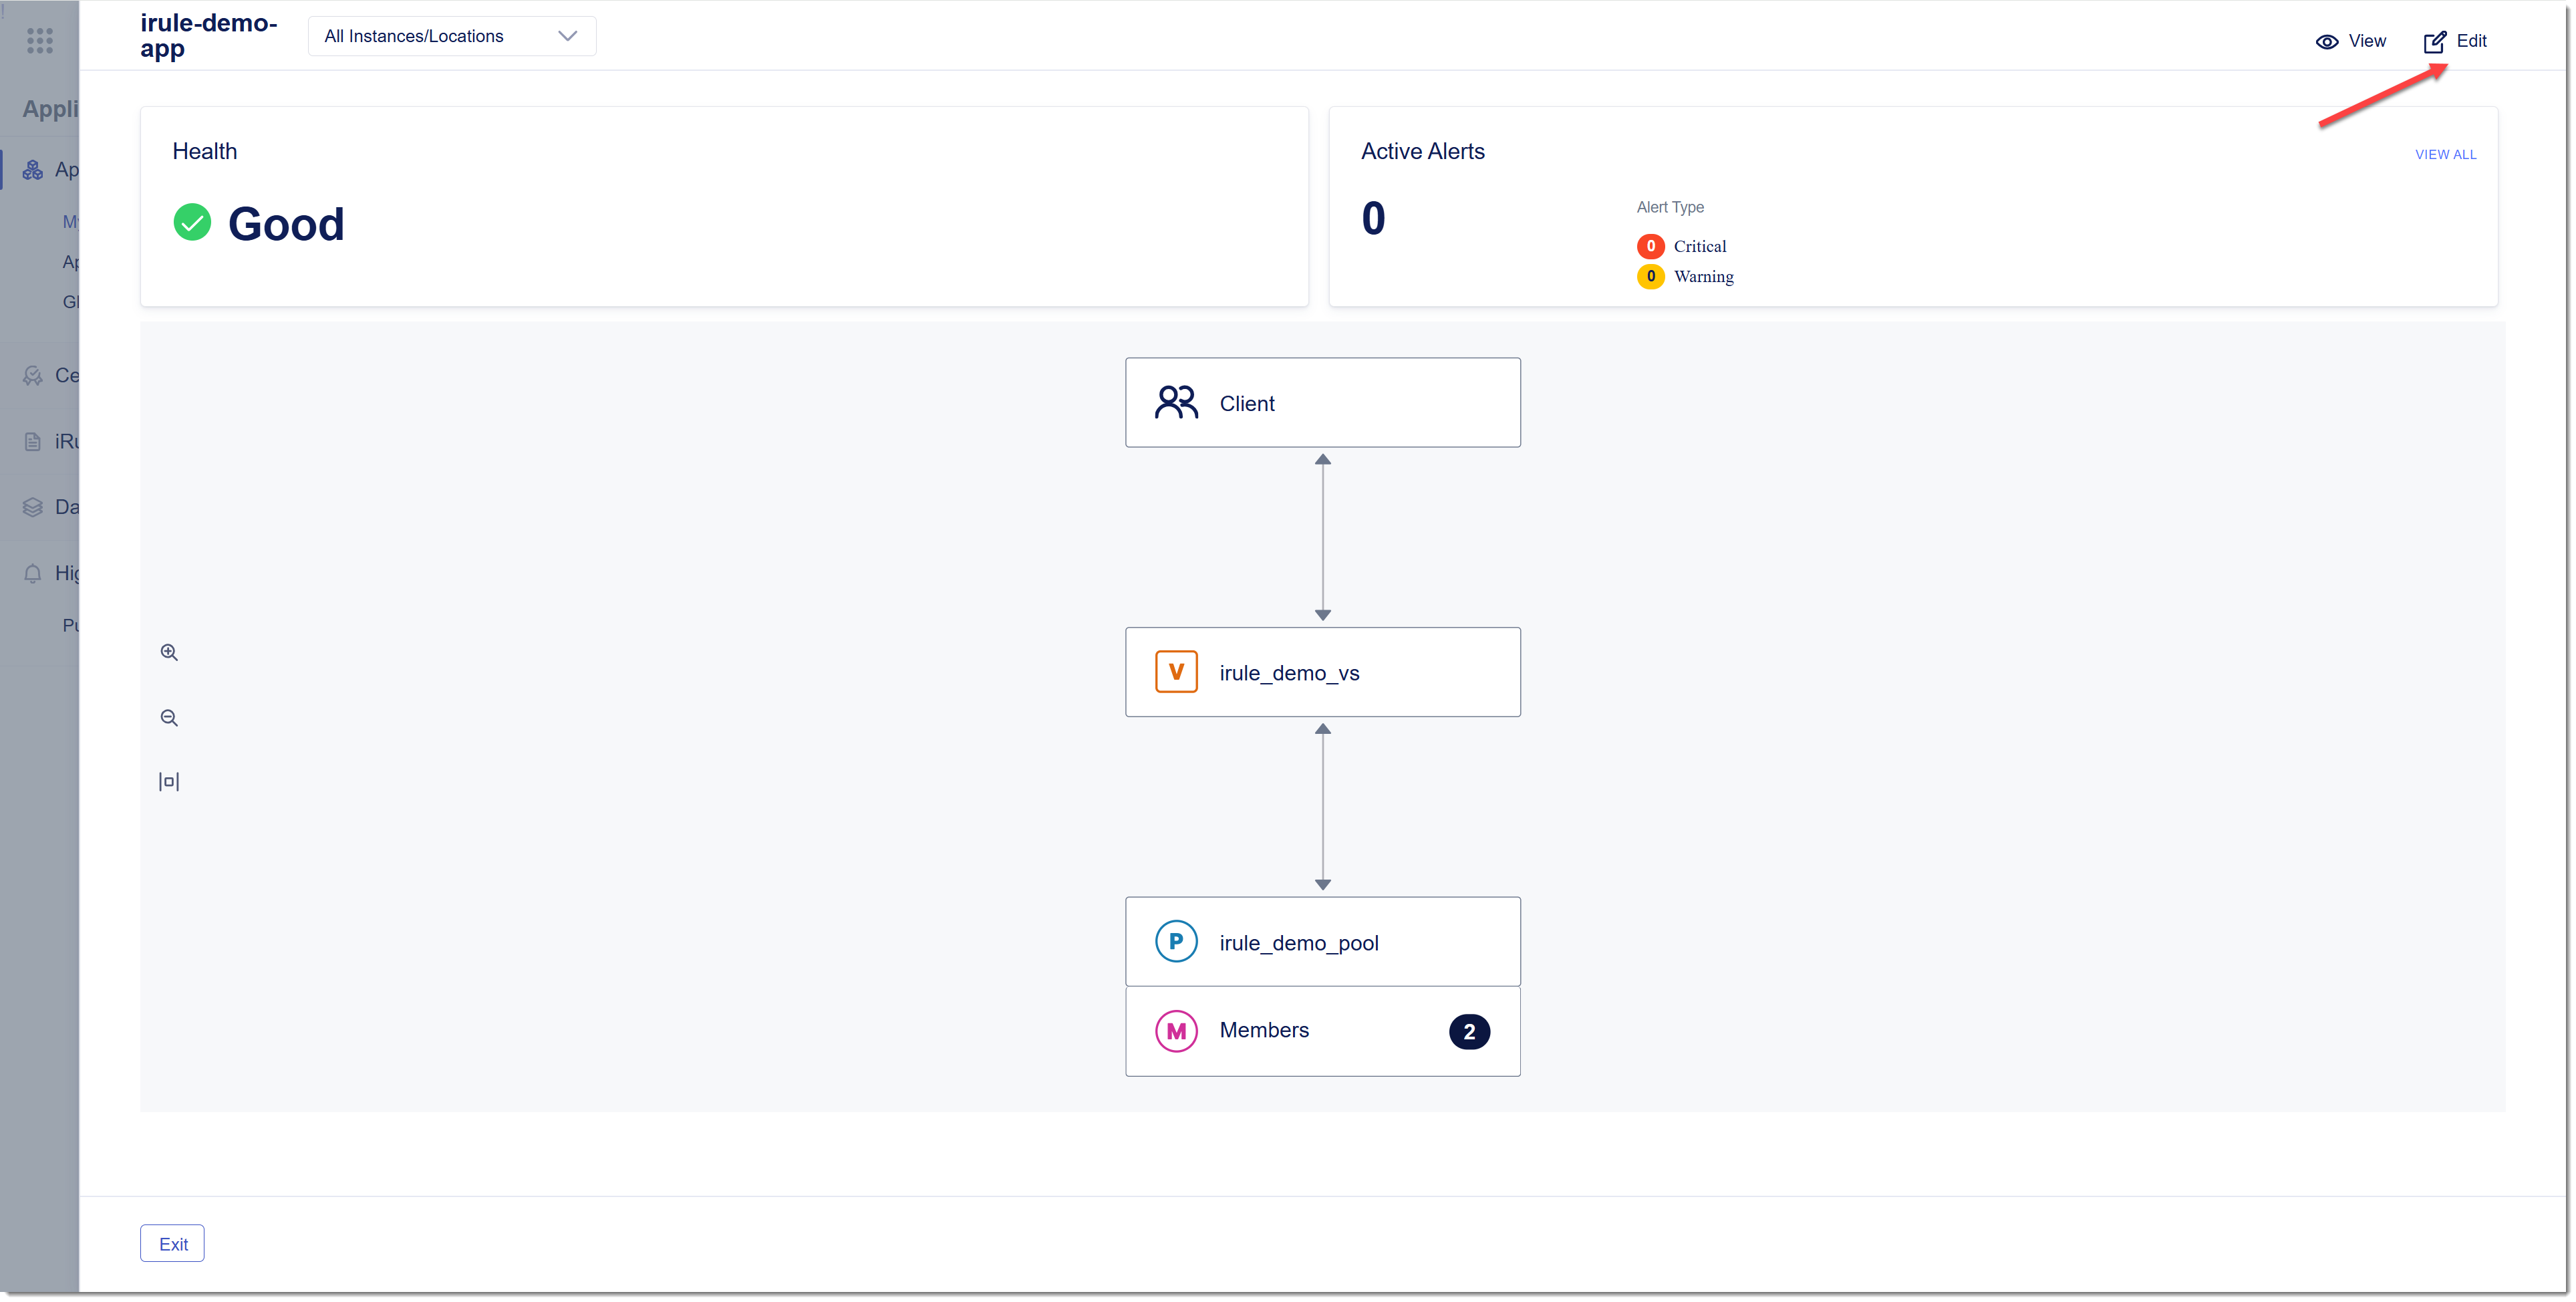 irule-demo-
app
All Instances/Locations
View
Edit
Appli
Ap
My
Ap
Gl
Ce
iRu
Da
Hig
Pu
Health
Good
Active Alerts
VIEW ALL
0
Alert Type
0 Critical
0 Warning
Client
V irule_demo_vs
P irule_demo_pool
M Members 2
Exit